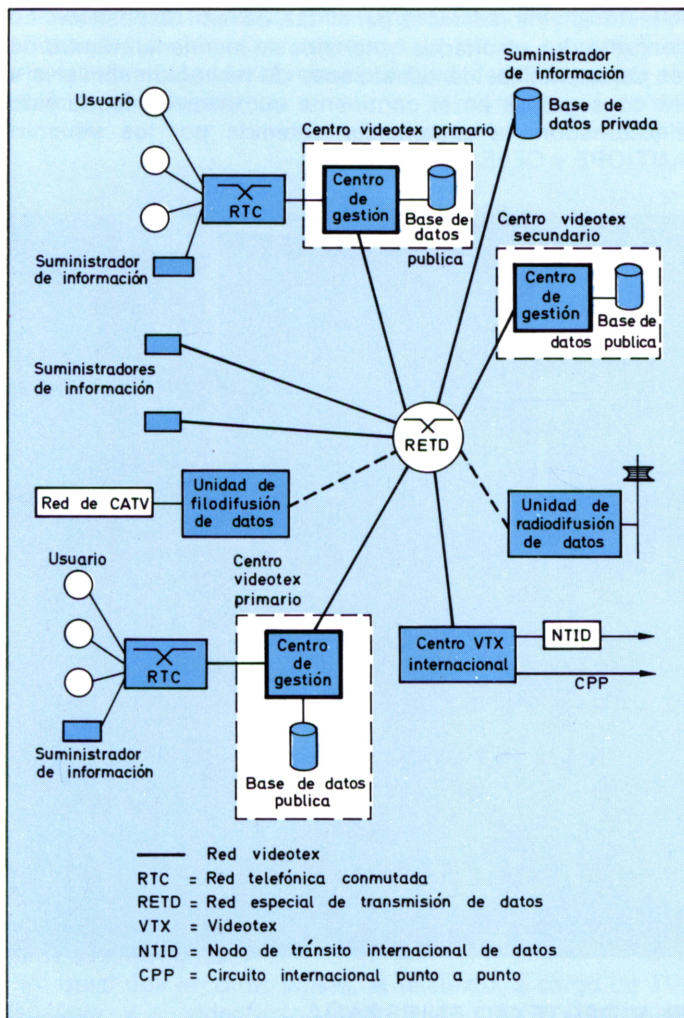 Suministrador
de información
Base de
datos privada
Usuario
Centro videotex primario
Centro
de
gestión
Base de
datos
publica
RTC
Suministrador
de información
Centro videotex
secundario
Centro
de
gestión
Base de
datos publica
Suministradores
de información
RETD
Red de CATV
Unidad de
filodifusión
de datos
Unidad de
radiodifusión
de datos
Usuario
Centro
videotex
primario
Centro
de
gestión
RTC
Base de datos
publica
Suministrador
de información
Centro VTX
internacional
NTID
CPP
Red videotex
RTC = Red telefónica conmutada
RETD = Red especial de transmisión de datos
VTX = Videotex
NTID = Nodo de tránsito internacional de datos
CPP = Circuito internacional punto a punto